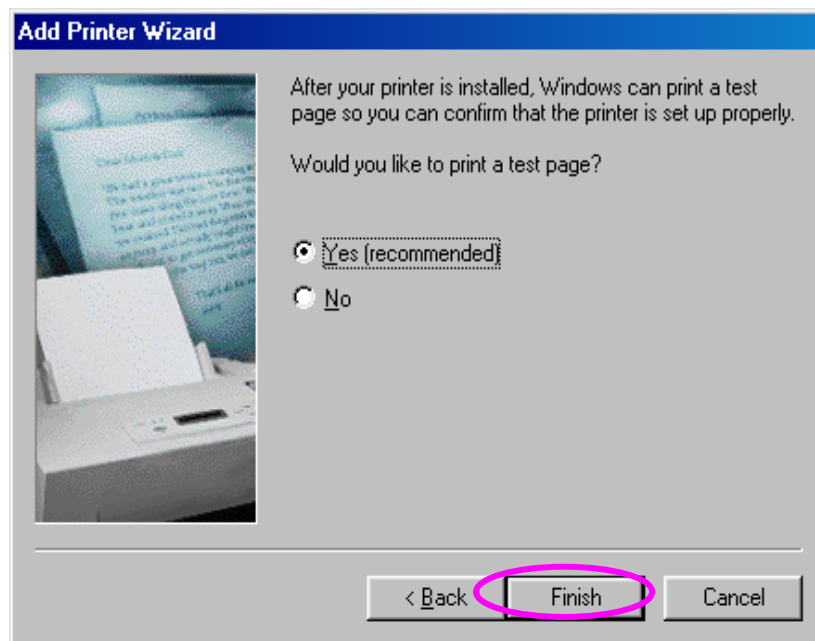 Add Printer Wizard
After your printer is installed, Windows can print a test
page so you can confirm that the printer is set up properly.
Would you like to print a test page?
Yes (recommended)
No
< Back
Finish
Cancel